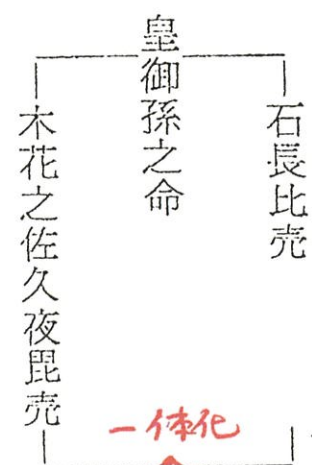 石長比売
皇御孫之命
木花之佐久夜毘売
一体化